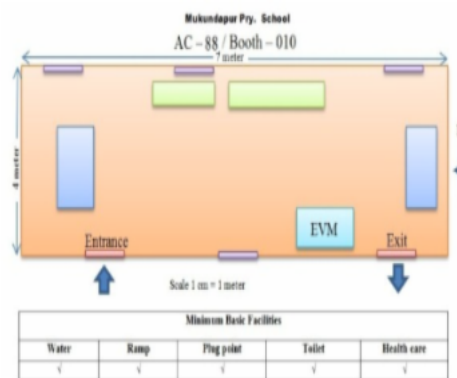 Mukundapur Pry. School
AC – 88 / Booth – 010
7 meter
4 meter
EVM
Entrance
Exit
Scale 1 cm = 1 meter
Minimum Basic Facilities
Water Ramp Plug point Toilet Health care
√ √ √ √ √